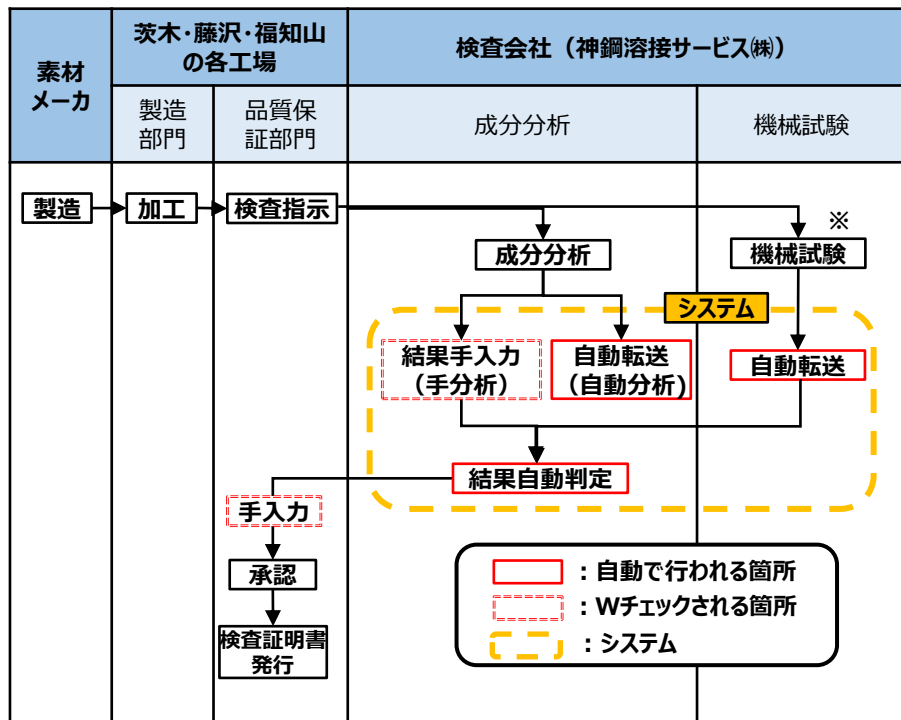 素材
メーカ
茨木・藤沢・福知山
の各工場
検査会社（神鋼溶接サービス㈱）
製造
部門
品質保
証部門
成分分析
機械試験
製造
加工
検査指示
※
成分分析
機械試験
システム
結果手入力
（手分析）
自動転送
（自動分析)
自動転送
結果自動判定
手入力
承認
検査証明書
発行
：自動で行われる箇所
：Wチェックされる箇所
：システム